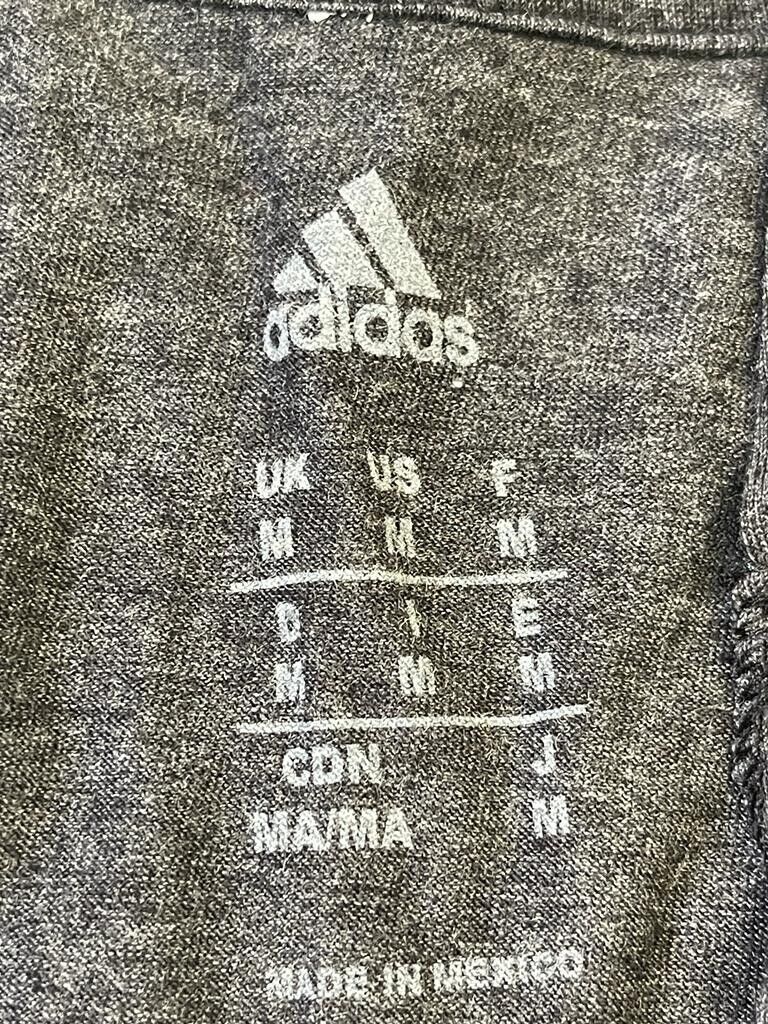 adidas
UK US F
M M M
D I E
M M M
CDN J
MA/MA M
MADE IN MEXICO